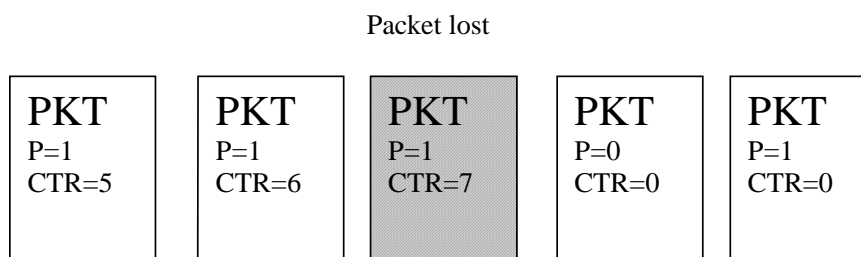 Packet lost
PKT
P=1
CTR=5
PKT
P=1
CTR=6
PKT
P=1
CTR=7
PKT
P=0
CTR=0
PKT
P=1
CTR=0